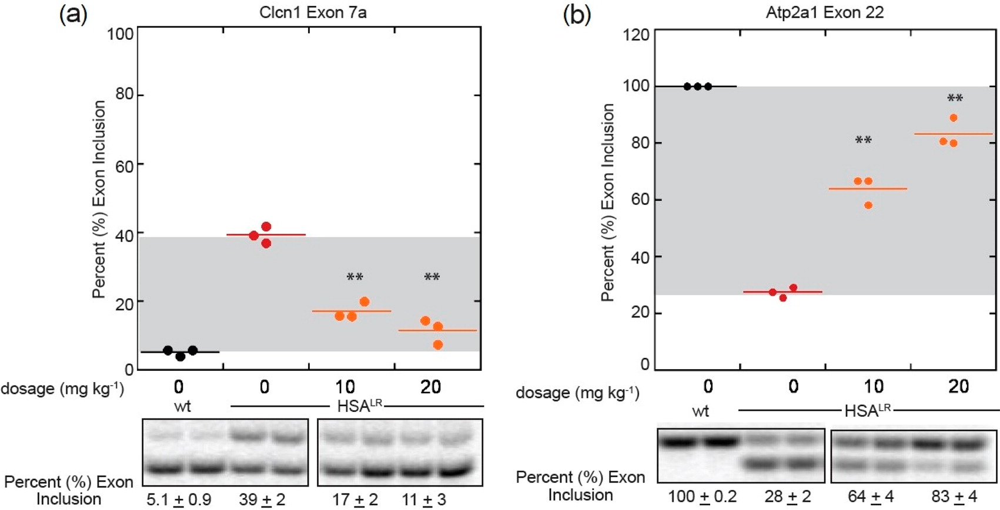 (a)
Clcn1 Exon 7a
Percent (%) Exon Inclusion
100
80
60
40
20
0
**
**
dosage (mg kg⁻¹)
0
0
10
20
wt
HSAᴸᴿ
Percent (%) Exon
Inclusion
5.1 ± 0.9
39 ± 2
17 ± 2
11 ± 3
(b)
Atp2a1 Exon 22
Percent (%) Exon Inclusion
120
100
80
60
40
20
0
**
**
dosage (mg kg⁻¹)
0
0
10
20
wt
HSAᴸᴿ
Percent (%) Exon
Inclusion
100 ± 0.2
28 ± 2
64 ± 4
83 ± 4